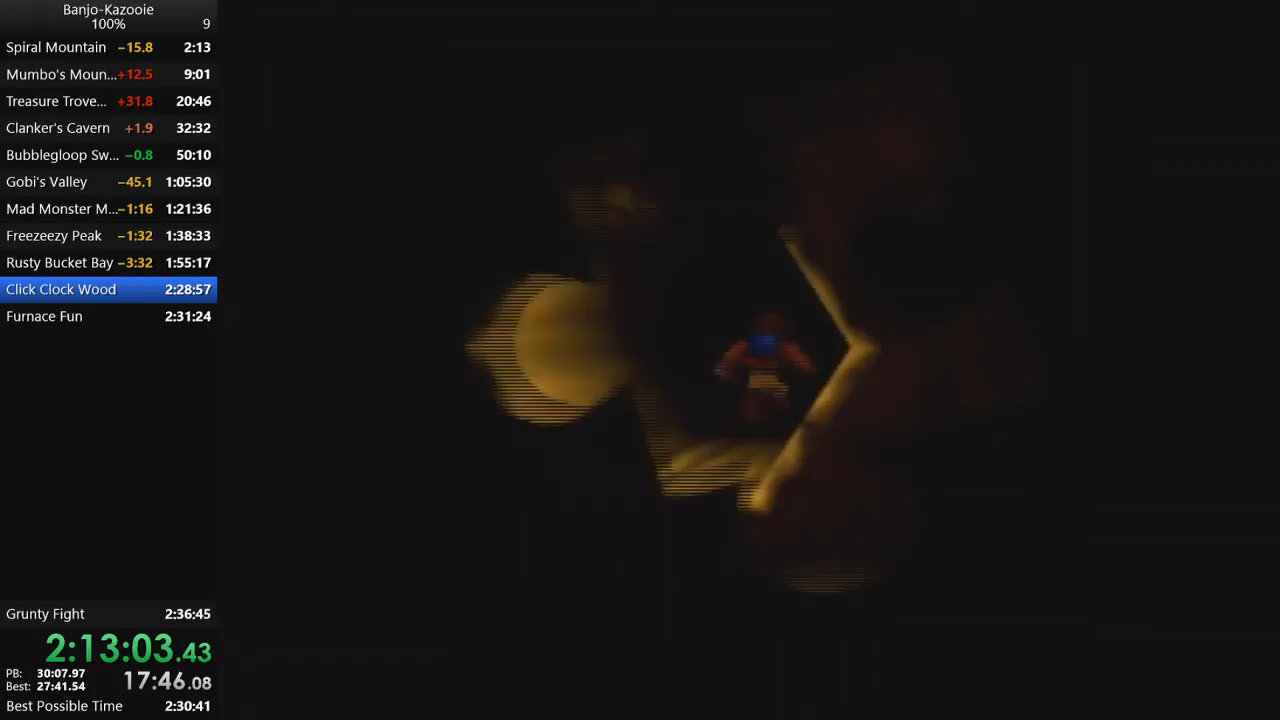 Banjo-Kazooie
100% 9
Spiral Mountain −15.8 2:13
Mumbo's Moun... +12.5 9:01
Treasure Trove... +31.8 20:46
Clanker's Cavern +1.9 32:32
Bubblegloop Sw... −0.8 50:10
Gobi's Valley −45.1 1:05:30
Mad Monster M... −1:16 1:21:36
Freezeezy Peak −1:32 1:38:33
Rusty Bucket Bay −3:32 1:55:17
Click Clock Wood 2:28:57
Furnace Fun 2:31:24
Grunty Fight 2:36:45
2:13:03.43
PB: 30:07.97
Best: 27:41.54
17:46.08
Best Possible Time 2:30:41